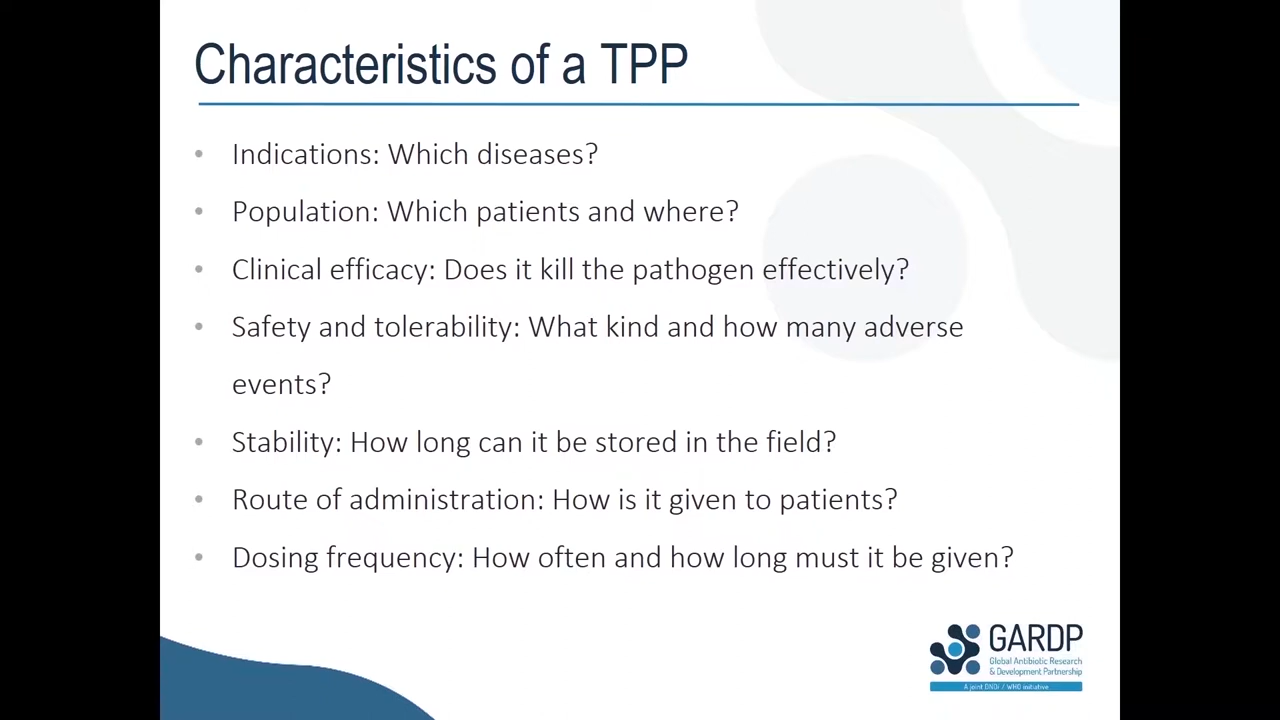 Characteristics of a TPP
• Indications: Which diseases?
• Population: Which patients and where?
• Clinical efficacy: Does it kill the pathogen effectively?
• Safety and tolerability: What kind and how many adverse
events?
• Stability: How long can it be stored in the field?
• Route of administration: How is it given to patients?
• Dosing frequency: How often and how long must it be given?
GARDP
Global Antibiotic Research
& Development Partnership
A joint DNDi / WHO initiative